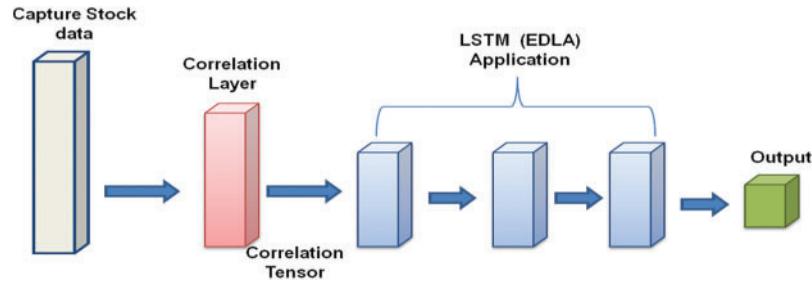 Capture Stock
data
Correlation
Layer
LSTM (EDLA)
Application
Output
Correlation
Tensor